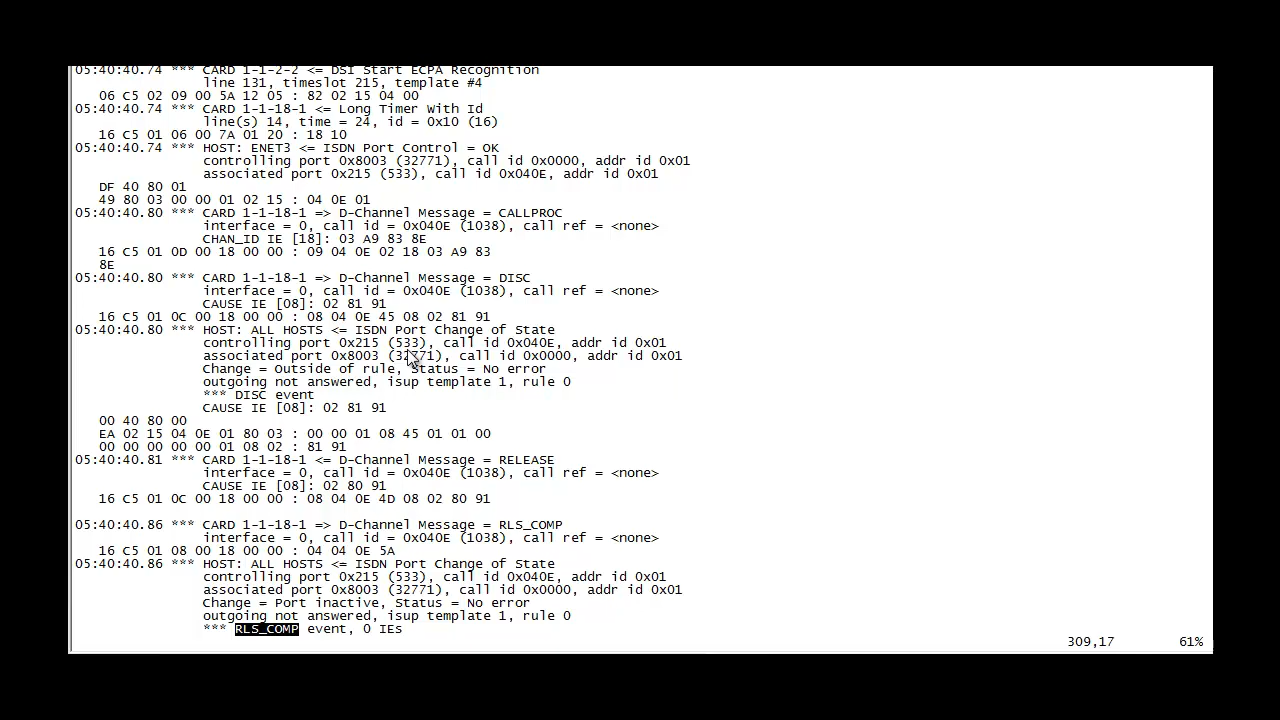 05:40:40.74 *** CARD 1-1-2-2 <= DSI Start ECPA Recognition
line 131, timeslot 215, template #4
06 C5 02 09 00 5A 12 05 : 82 02 15 04 00
05:40:40.74 *** CARD 1-1-18-1 <= Long Timer With Id
line(s) 14, time = 24, id = 0x10 (16)
16 C5 01 06 00 7A 01 20 : 18 10
05:40:40.74 *** HOST: ENET3 <= ISDN Port Control = OK
controlling port 0x8003 (32771), call id 0x0000, addr id 0x01
associated port 0x215 (533), call id 0x040E, addr id 0x01
DF 40 80 01
49 80 03 00 00 01 02 15 : 04 0E 01
05:40:40.80 *** CARD 1-1-18-1 => D-Channel Message = CALLPROC
interface = 0, call id = 0x040E (1038), call ref = <none>
CHAN_ID IE [18]: 03 A9 83 8E
16 C5 01 0D 00 18 00 00 : 09 04 0E 02 18 03 A9 83
8E
05:40:40.80 *** CARD 1-1-18-1 => D-Channel Message = DISC
interface = 0, call id = 0x040E (1038), call ref = <none>
CAUSE IE [08]: 02 81 91
16 C5 01 0C 00 18 00 00 : 08 04 0E 45 08 02 81 91
05:40:40.80 *** HOST: ALL HOSTS <= ISDN Port Change of State
controlling port 0x215 (533), call id 0x040E, addr id 0x01
associated port 0x8003 (32771), call id 0x0000, addr id 0x01
Change = Outside of rule, Status = No error
outgoing not answered, isup template 1, rule 0
*** DISC event
CAUSE IE [08]: 02 81 91
00 40 80 00
EA 02 15 04 0E 01 80 03 : 00 00 01 08 45 01 01 00
00 00 00 00 00 01 08 02 : 81 91
05:40:40.81 *** CARD 1-1-18-1 <= D-Channel Message = RELEASE
interface = 0, call id = 0x040E (1038), call ref = <none>
CAUSE IE [08]: 02 80 91
16 C5 01 0C 00 18 00 00 : 08 04 0E 4D 08 02 80 91
05:40:40.86 *** CARD 1-1-18-1 => D-Channel Message = RLS_COMP
interface = 0, call id = 0x040E (1038), call ref = <none>
16 C5 01 08 00 18 00 00 : 04 04 0E 5A
05:40:40.86 *** HOST: ALL HOSTS <= ISDN Port Change of State
controlling port 0x215 (533), call id 0x040E, addr id 0x01
associated port 0x8003 (32771), call id 0x0000, addr id 0x01
Change = Port inactive, Status = No error
outgoing not answered, isup template 1, rule 0
*** RLS_COMP event, 0 IEs
309,17 61%